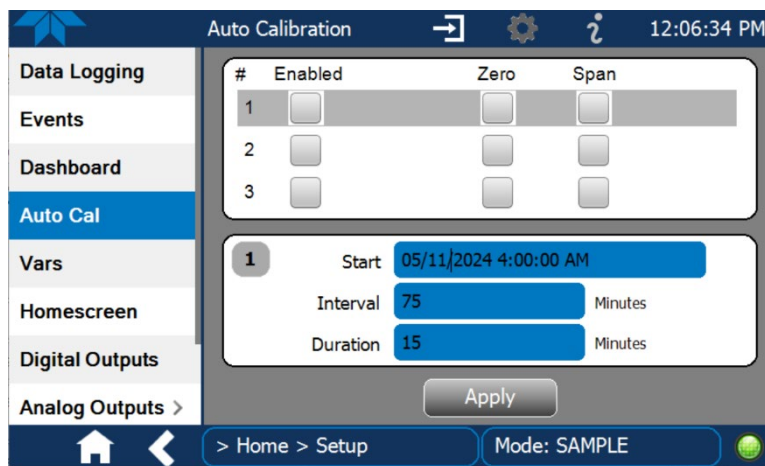 Auto Calibration 12:06:34 PM
Data Logging
Events
Dashboard
Auto Cal
Vars
Homescreen
Digital Outputs
Analog Outputs >
# Enabled Zero Span
1
2
3
1
Start 05/11/2024 4:00:00 AM
Interval 75 Minutes
Duration 15 Minutes
Apply
> Home > Setup Mode: SAMPLE